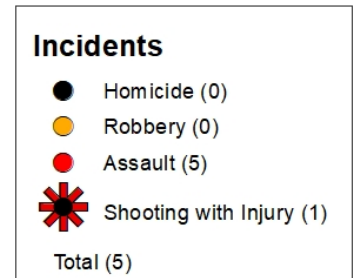 Incidents
Homicide (0)
Robbery (0)
Assault (5)
Shooting with Injury (1)
Total (5)